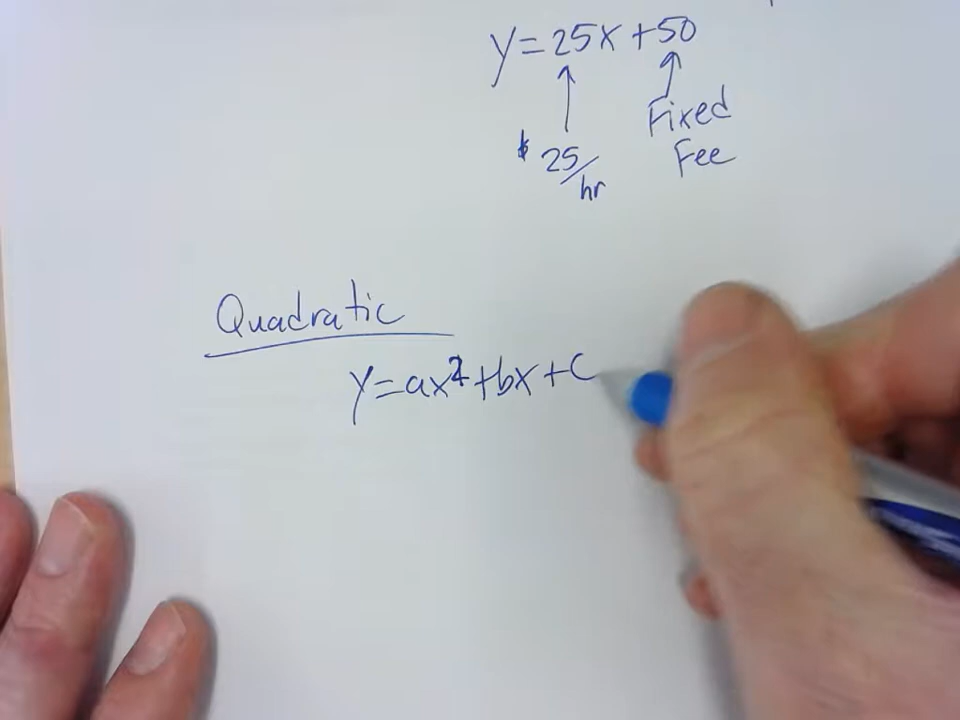 y=25x+50
$25/hr
Fixed
Fee
Quadratic
y=ax²+bx+c